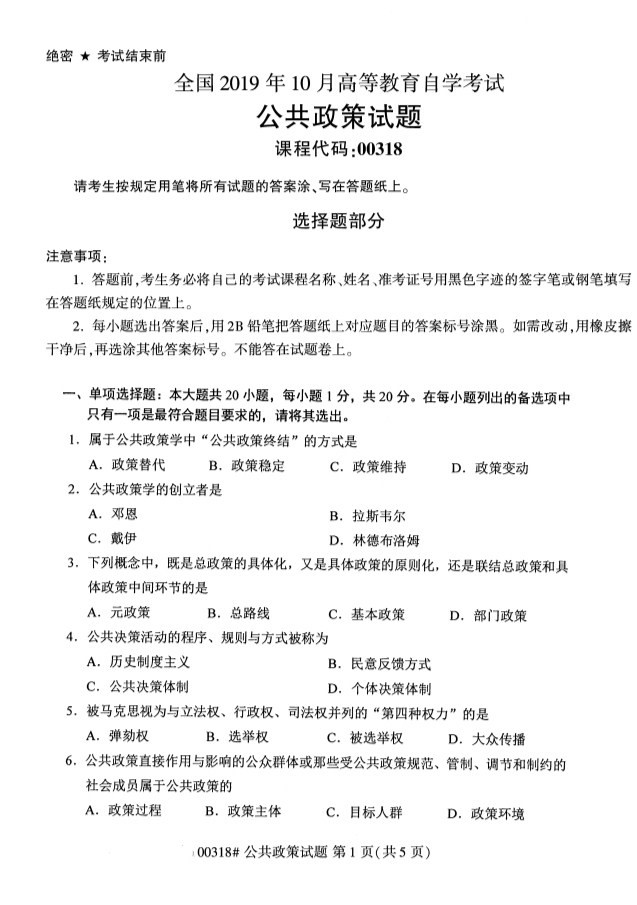 绝密 ★ 考试结束前
全国 2019 年 10 月高等教育自学考试
公共政策试题
课程代码:00318
请考生按规定用笔将所有试题的答案涂、写在答题纸上。
选择题部分
注意事项:
1. 答题前,考生务必将自己的考试课程名称、姓名、准考证号用黑色字迹的签字笔或钢笔填写
在答题纸规定的位置上。
2. 每小题选出答案后,用 2B 铅笔把答题纸上对应题目的答案标号涂黑。如需改动,用橡皮擦
干净后,再选涂其他答案标号。不能答在试题卷上。
一、单项选择题：本大题共 20 小题，每小题 1 分，共 20 分。在每小题列出的备选项中
只有一项是最符合题目要求的，请将其选出。
1．属于公共政策学中“公共政策终结”的方式是
A．政策替代 B．政策稳定 C．政策维持 D．政策变动
2．公共政策学的创立者是
A．邓恩 B．拉斯韦尔
C．戴伊 D．林德布洛姆
3．下列概念中，既是总政策的具体化，又是具体政策的原则化，还是联结总政策和具
体政策中间环节的是
A．元政策 B．总路线 C．基本政策 D．部门政策
4．公共决策活动的程序、规则与方式被称为
A．历史制度主义 B．民意反馈方式
C．公共决策体制 D．个体决策体制
5．被马克思视为与立法权、行政权、司法权并列的“第四种权力”的是
A．弹劾权 B．选举权 C．被选举权 D．大众传播
6．公共政策直接作用与影响的公众群体或那些受公共政策规范、管制、调节和制约的
社会成员属于公共政策的
A．政策过程 B．政策主体 C．目标人群 D．政策环境
00318# 公共政策试题 第 1 页(共 5 页)